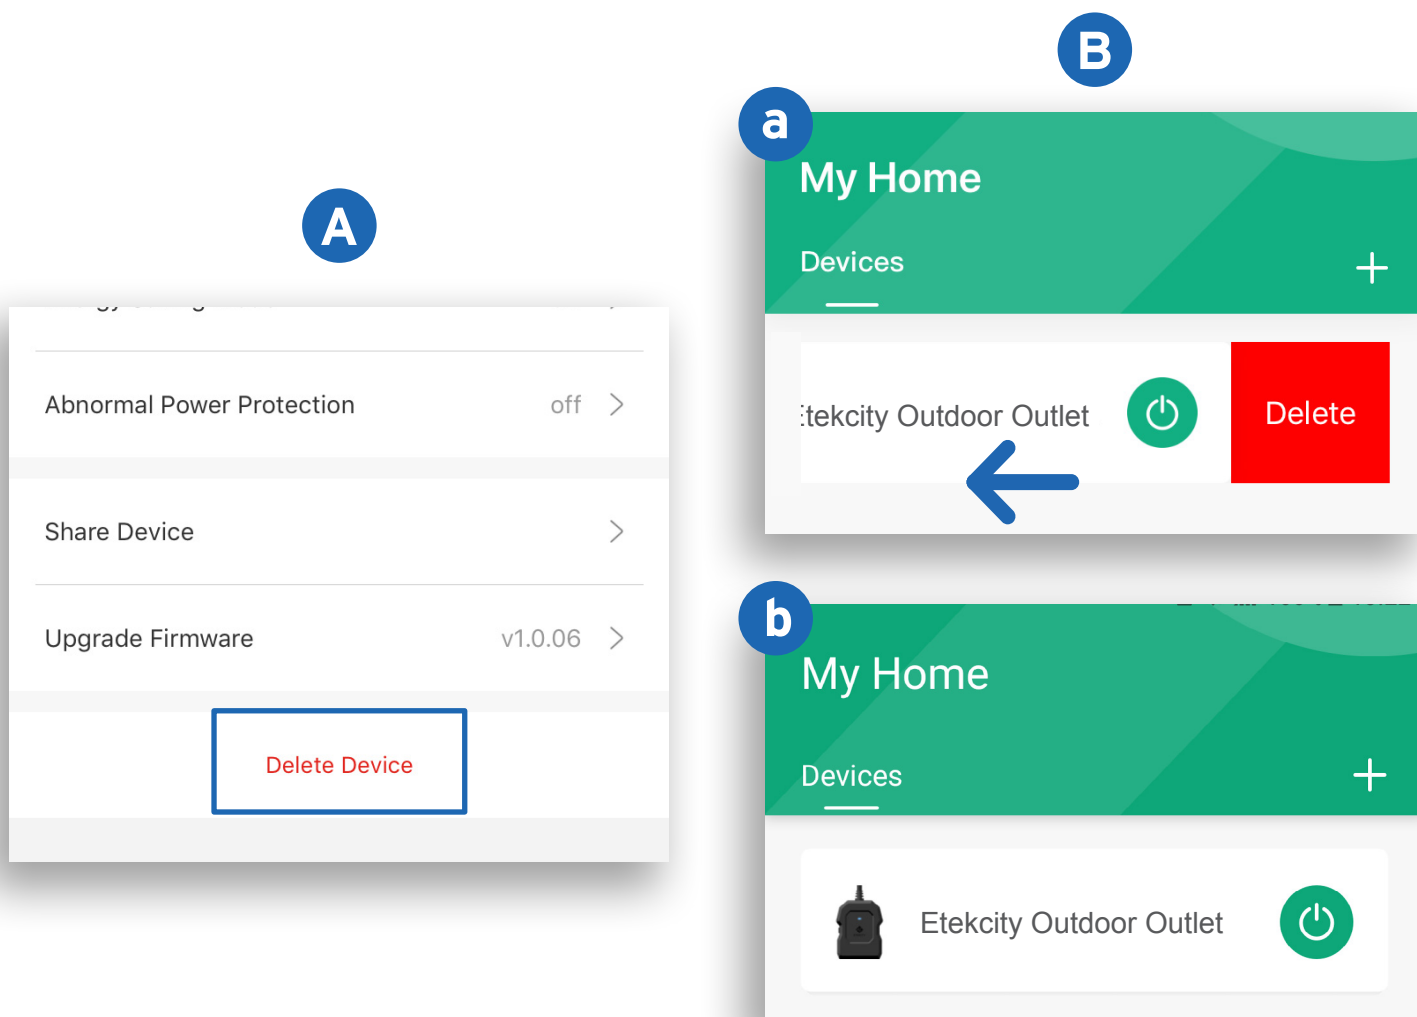 A
Abnormal Power Protection off
Share Device
Upgrade Firmware v1.0.06
Delete Device
B
a
My Home
Devices
tekcity Outdoor Outlet
Delete
b
My Home
Devices
Etekcity Outdoor Outlet